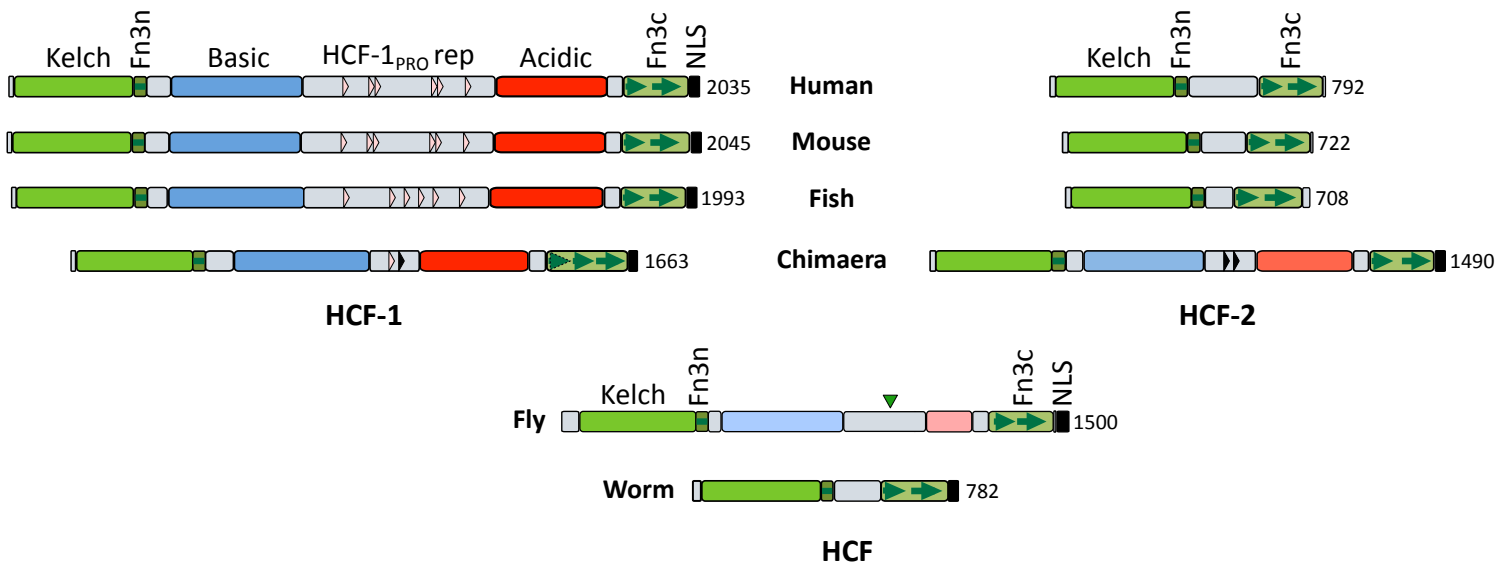 Kelch Fn3n Basic HCF-1PRO rep Acidic Fn3c NLS
Kelch Fn3n Fn3c
2035 Human 792
2045 Mouse 722
1993 Fish 708
1663 Chimaera 1490
HCF-1 HCF-2
Kelch Fn3n Fn3c NLS
Fly 1500
Worm 782
HCF